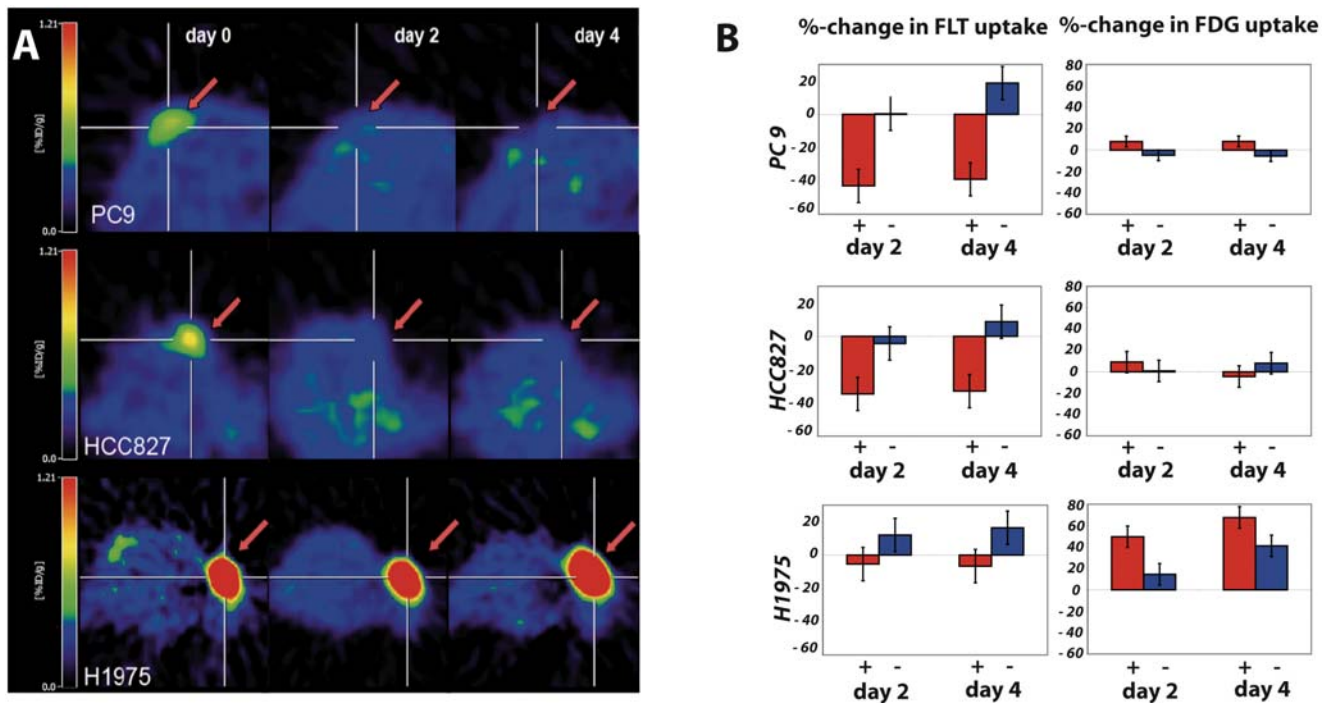 A
day 0
day 2
day 4
1.21
[%ID/g]
0.0
PC9
1.21
[%ID/g]
0.0
HCC827
1.21
[%ID/g]
0.0
H1975
B
%-change in FLT uptake
%-change in FDG uptake
PC 9
20
0
- 20
- 40
- 60
+ - + -
day 2 day 4
80
60
40
20
0
- 20
- 40
- 60
+ - + -
day 2 day 4
HCC827
20
0
- 20
- 40
- 60
+ - + -
day 2 day 4
80
60
40
20
0
- 20
- 40
- 60
+ - + -
day 2 day 4
H1975
20
0
- 20
- 40
- 60
+ - + -
day 2 day 4
80
60
40
20
0
- 20
- 40
- 60
+ - + -
day 2 day 4